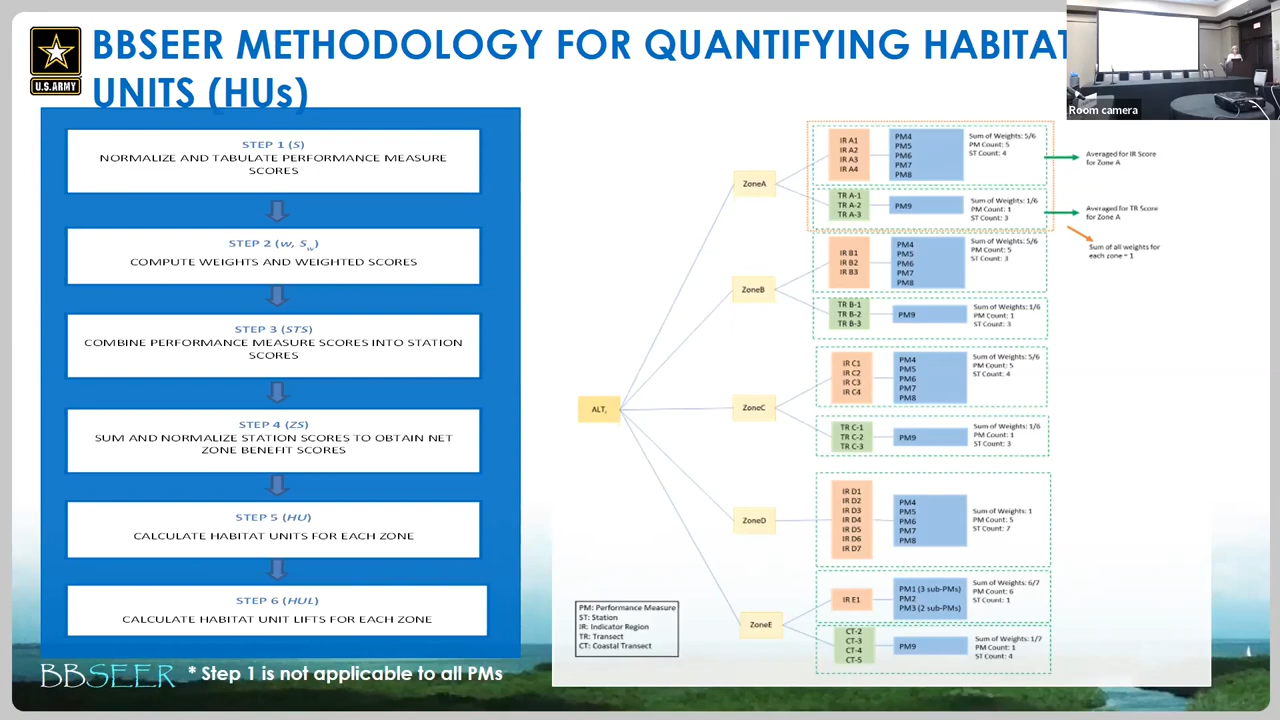 BBSEER METHODOLOGY FOR QUANTIFYING HABITAT
UNITS (HUs)
U.S.ARMY
Room camera
STEP 1 (S)
NORMALIZE AND TABULATE PERFORMANCE MEASURE
SCORES
STEP 2 (w, Sw)
COMPUTE WEIGHTS AND WEIGHTED SCORES
STEP 3 (STS)
COMBINE PERFORMANCE MEASURE SCORES INTO STATION
SCORES
STEP 4 (ZS)
SUM AND NORMALIZE STATION SCORES TO OBTAIN NET
ZONE BENEFIT SCORES
STEP 5 (HU)
CALCULATE HABITAT UNITS FOR EACH ZONE
STEP 6 (HUL)
CALCULATE HABITAT UNIT LIFTS FOR EACH ZONE
BBSEER
* Step 1 is not applicable to all PMs
ALTi
ZoneA
IR A1
IR A2
IR A3
IR A4
PM4
PM5
PM6
PM7
PM8
Sum of Weights: 5/6
PM Count: 5
ST Count: 4
Averaged for IR Score
for Zone A
TR A-1
TR A-2
TR A-3
PM9
Sum of Weights: 1/6
PM Count: 1
ST Count: 3
Averaged for TR Score
for Zone A
Sum of all weights for
each zone = 1
ZoneB
IR B1
IR B2
IR B3
PM4
PM5
PM6
PM7
PM8
Sum of Weights: 5/6
PM Count: 5
ST Count: 3
TR B-1
TR B-2
TR B-3
PM9
Sum of Weights: 1/6
PM Count: 1
ST Count: 3
ZoneC
IR C1
IR C2
IR C3
IR C4
PM4
PM5
PM6
PM7
PM8
Sum of Weights: 5/6
PM Count: 5
ST Count: 4
TR C-1
TR C-2
TR C-3
PM9
Sum of Weights: 1/6
PM Count: 1
ST Count: 3
ZoneD
IR D1
IR D2
IR D3
IR D4
IR D5
IR D6
IR D7
PM4
PM5
PM6
PM7
PM8
Sum of Weights: 1
PM Count: 5
ST Count: 7
ZoneE
IR E1
PM1 (3 sub-PMs)
PM2
PM3 (2 sub-PMs)
Sum of Weights: 6/7
PM Count: 6
ST Count: 1
CT-2
CT-3
CT-4
CT-5
PM9
Sum of Weights: 1/7
PM Count: 1
ST Count: 4
PM: Performance Measure
ST: Station
IR: Indicator Region
TR: Transect
CT: Coastal Transect